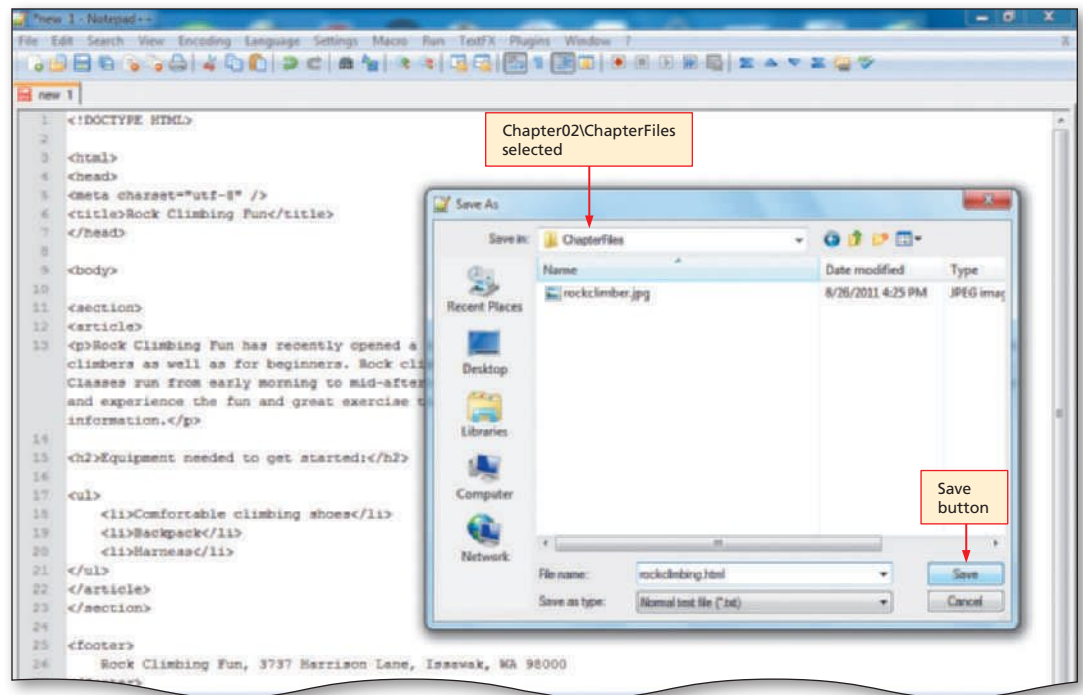 *new 1 - Notepad++
File Edit Search View Encoding Language Settings Macro Run TextFX Plugins Window ?
X
new 1
1 <!DOCTYPE HTML>
2
3 <html>
4 <head>
5 <meta charset="utf-8" />
6 <title>Rock Climbing Fun</title>
7 </head>
8
9 <body>
10
11 <section>
12 <article>
13 <p>Rock Climbing Fun has recently opened a
climbers as well as for beginners. Rock cli
Classes run from early morning to mid-after
and experience the fun and great exercise t
information.</p>
14
15 <h2>Equipment needed to get started:</h2>
16
17 <ul>
18 <li>Comfortable climbing shoes</li>
19 <li>Backpack</li>
20 <li>Harness</li>
21 </ul>
22 </article>
23 </section>
24
25 <footer>
26 Rock Climbing Fun, 3737 Harrison Lane, Issawak, WA 98000
Chapter02\ChapterFiles
selected
Save As
Save in: ChapterFiles
Name Date modified Type
rockclimber.jpg 8/26/2011 4:25 PM JPEG imag
Recent Places
Desktop
Libraries
Computer
Network
Save
button
File name: rockclimbing.html Save
Save as type: Normal text file (*.txt) Cancel